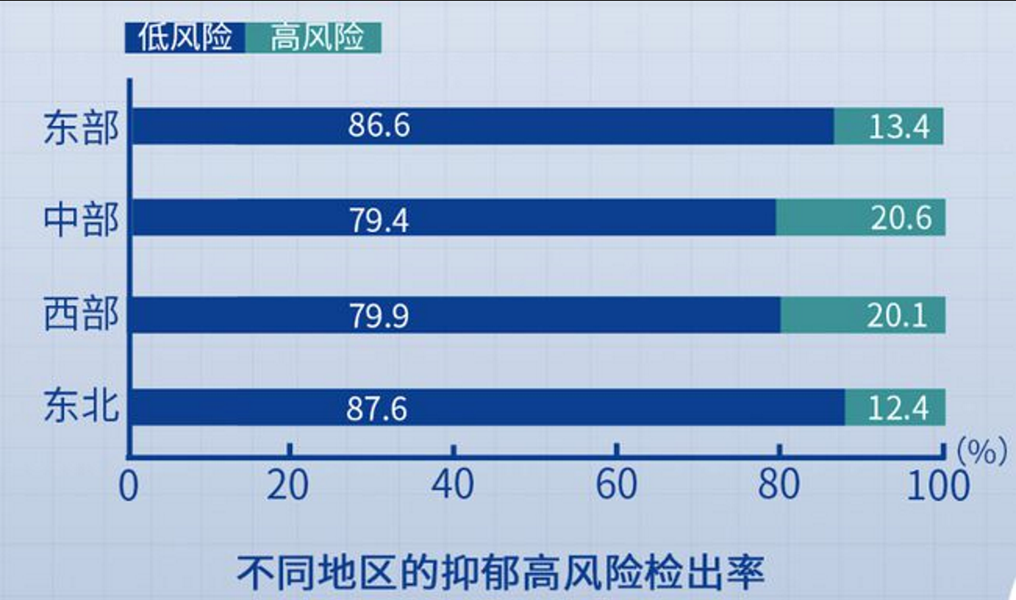 低风险 高风险
东部 86.6 13.4
中部 79.4 20.6
西部 79.9 20.1
东北 87.6 12.4
0 20 40 60 80 100 (%)
不同地区的抑郁高风险检出率